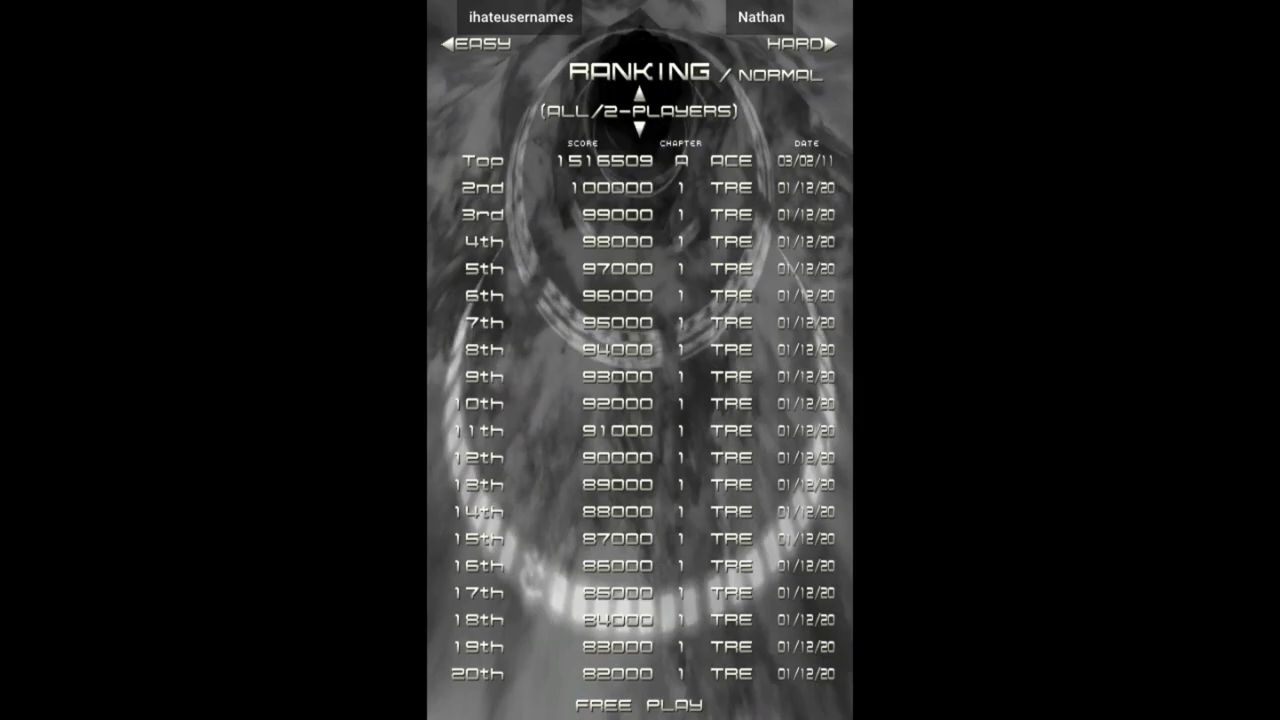 ihateusernames Nathan
◀EASY HARD▶
RANKING / NORMAL
▲
(ALL/2-PLAYERS)
▼
SCORE CHAPTER DATE
Top 1516509 A ACE 03/02/11
2nd 100000 1 TRE 01/12/20
3rd 99000 1 TRE 01/12/20
4th 98000 1 TRE 01/12/20
5th 97000 1 TRE 01/12/20
6th 96000 1 TRE 01/12/20
7th 95000 1 TRE 01/12/20
8th 94000 1 TRE 01/12/20
9th 93000 1 TRE 01/12/20
10th 92000 1 TRE 01/12/20
11th 91000 1 TRE 01/12/20
12th 90000 1 TRE 01/12/20
13th 89000 1 TRE 01/12/20
14th 88000 1 TRE 01/12/20
15th 87000 1 TRE 01/12/20
16th 86000 1 TRE 01/12/20
17th 85000 1 TRE 01/12/20
18th 84000 1 TRE 01/12/20
19th 83000 1 TRE 01/12/20
20th 82000 1 TRE 01/12/20
FREE PLAY